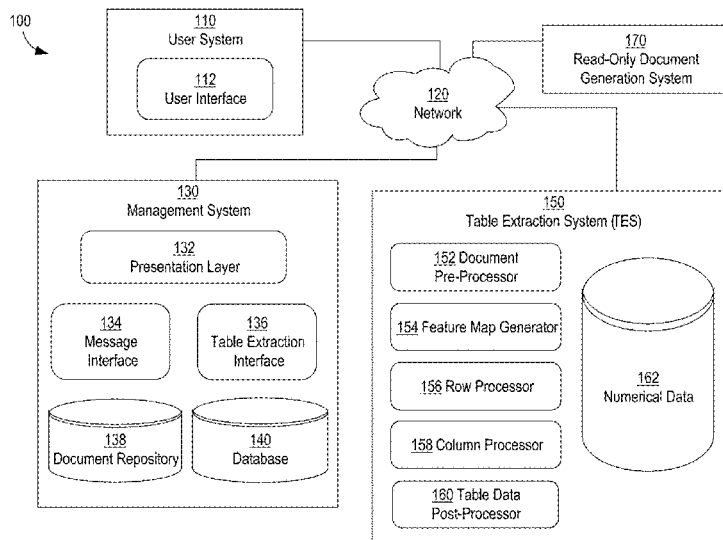 100
110
User System
112
User Interface
120
Network
170
Read-Only Document
Generation System
130
Management System
132
Presentation Layer
134
Message
Interface
136
Table Extraction
Interface
138
Document Repository
140
Database
150
Table Extraction System (TES)
152 Document
Pre-Processor
154 Feature Map Generator
156 Row Processor
158 Column Processor
160 Table Data
Post-Processor
162
Numerical Data